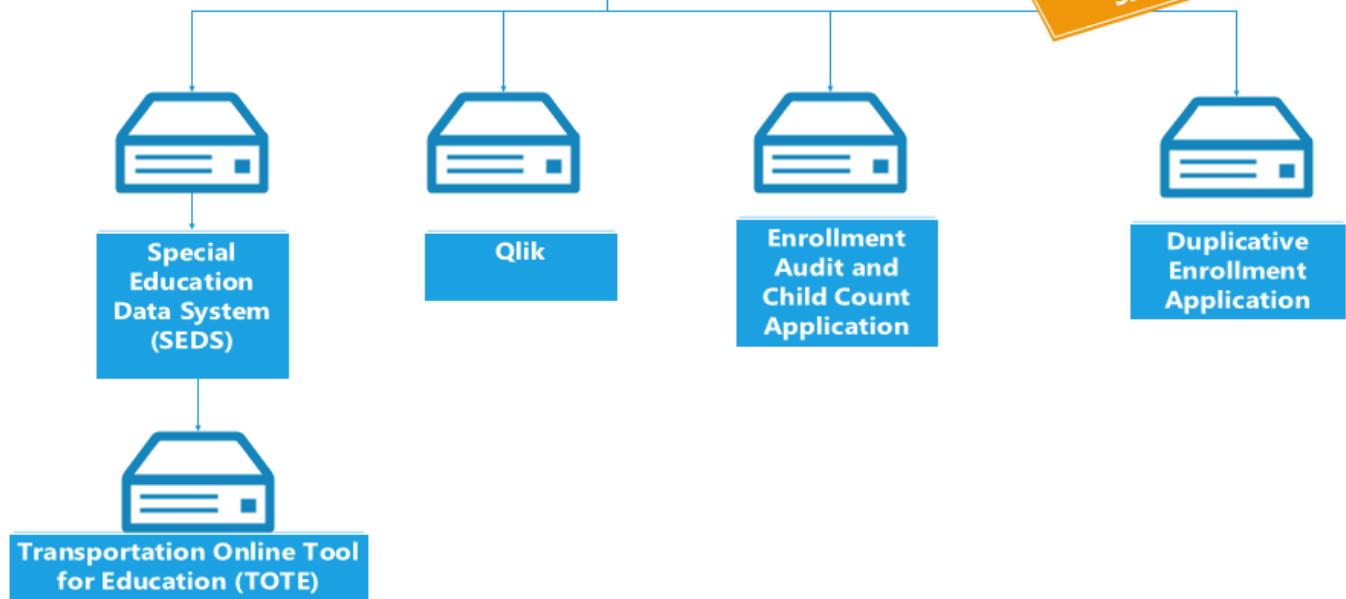 Special
Education
Data System
(SEDS)
Qlik
Enrollment
Audit and
Child Count
Application
Duplicative
Enrollment
Application
Transportation Online Tool
for Education (TOTE)